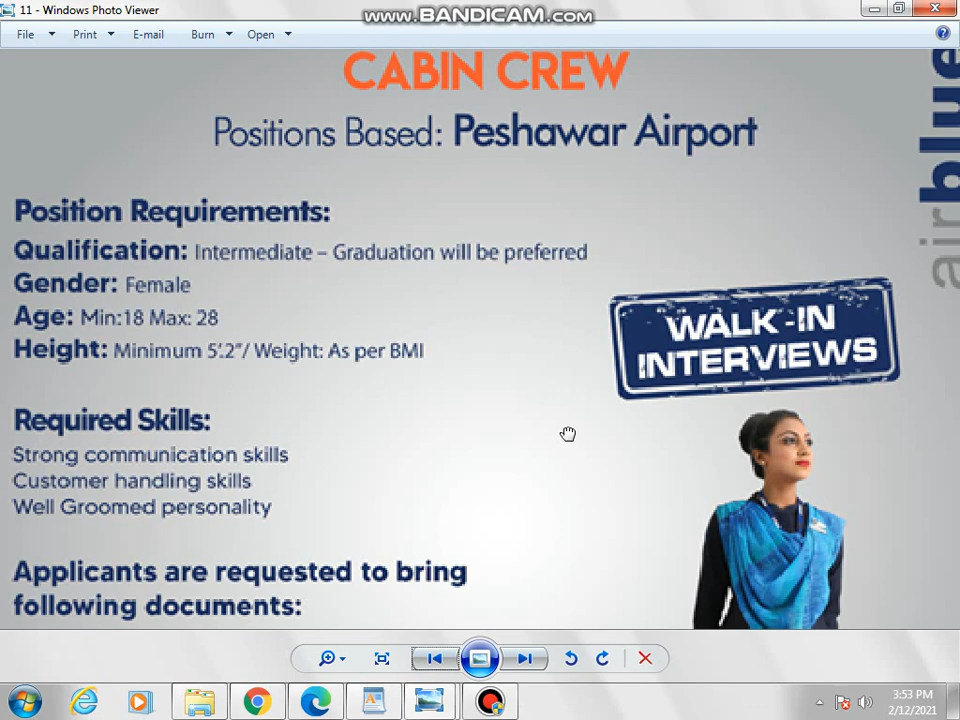 11 - Windows Photo Viewer
www.BANDICAM.com
File Print E-mail Burn Open
CABIN CREW
Positions Based: Peshawar Airport
airblue
Position Requirements:
Qualification: Intermediate – Graduation will be preferred
Gender: Female
Age: Min:18 Max: 28
Height: Minimum 5'.2"/ Weight: As per BMI
WALK-IN
INTERVIEWS
Required Skills:
Strong communication skills
Customer handling skills
Well Groomed personality
Applicants are requested to bring
following documents:
3:53 PM
2/12/2021